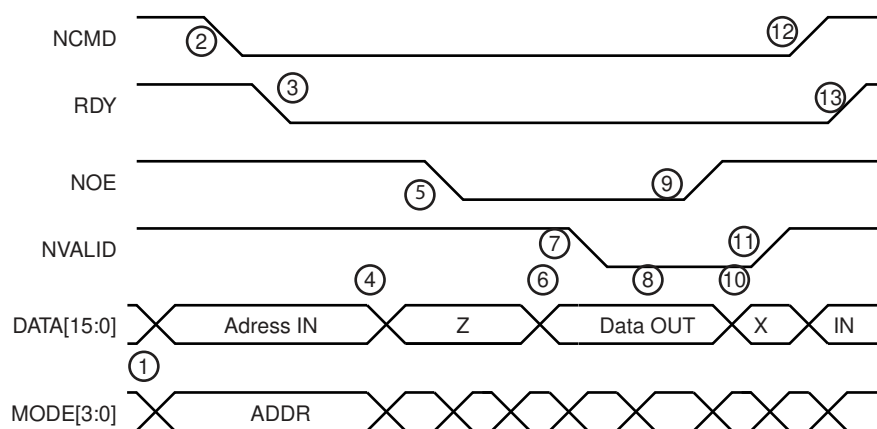 NCMD ② ⑫
RDY ③ ⑬
NOE ⑤ ⑨
NVALID ⑦ ⑪
④ ⑥ ⑧ ⑩
DATA[15:0] Adress IN Z Data OUT X IN
①
MODE[3:0] ADDR